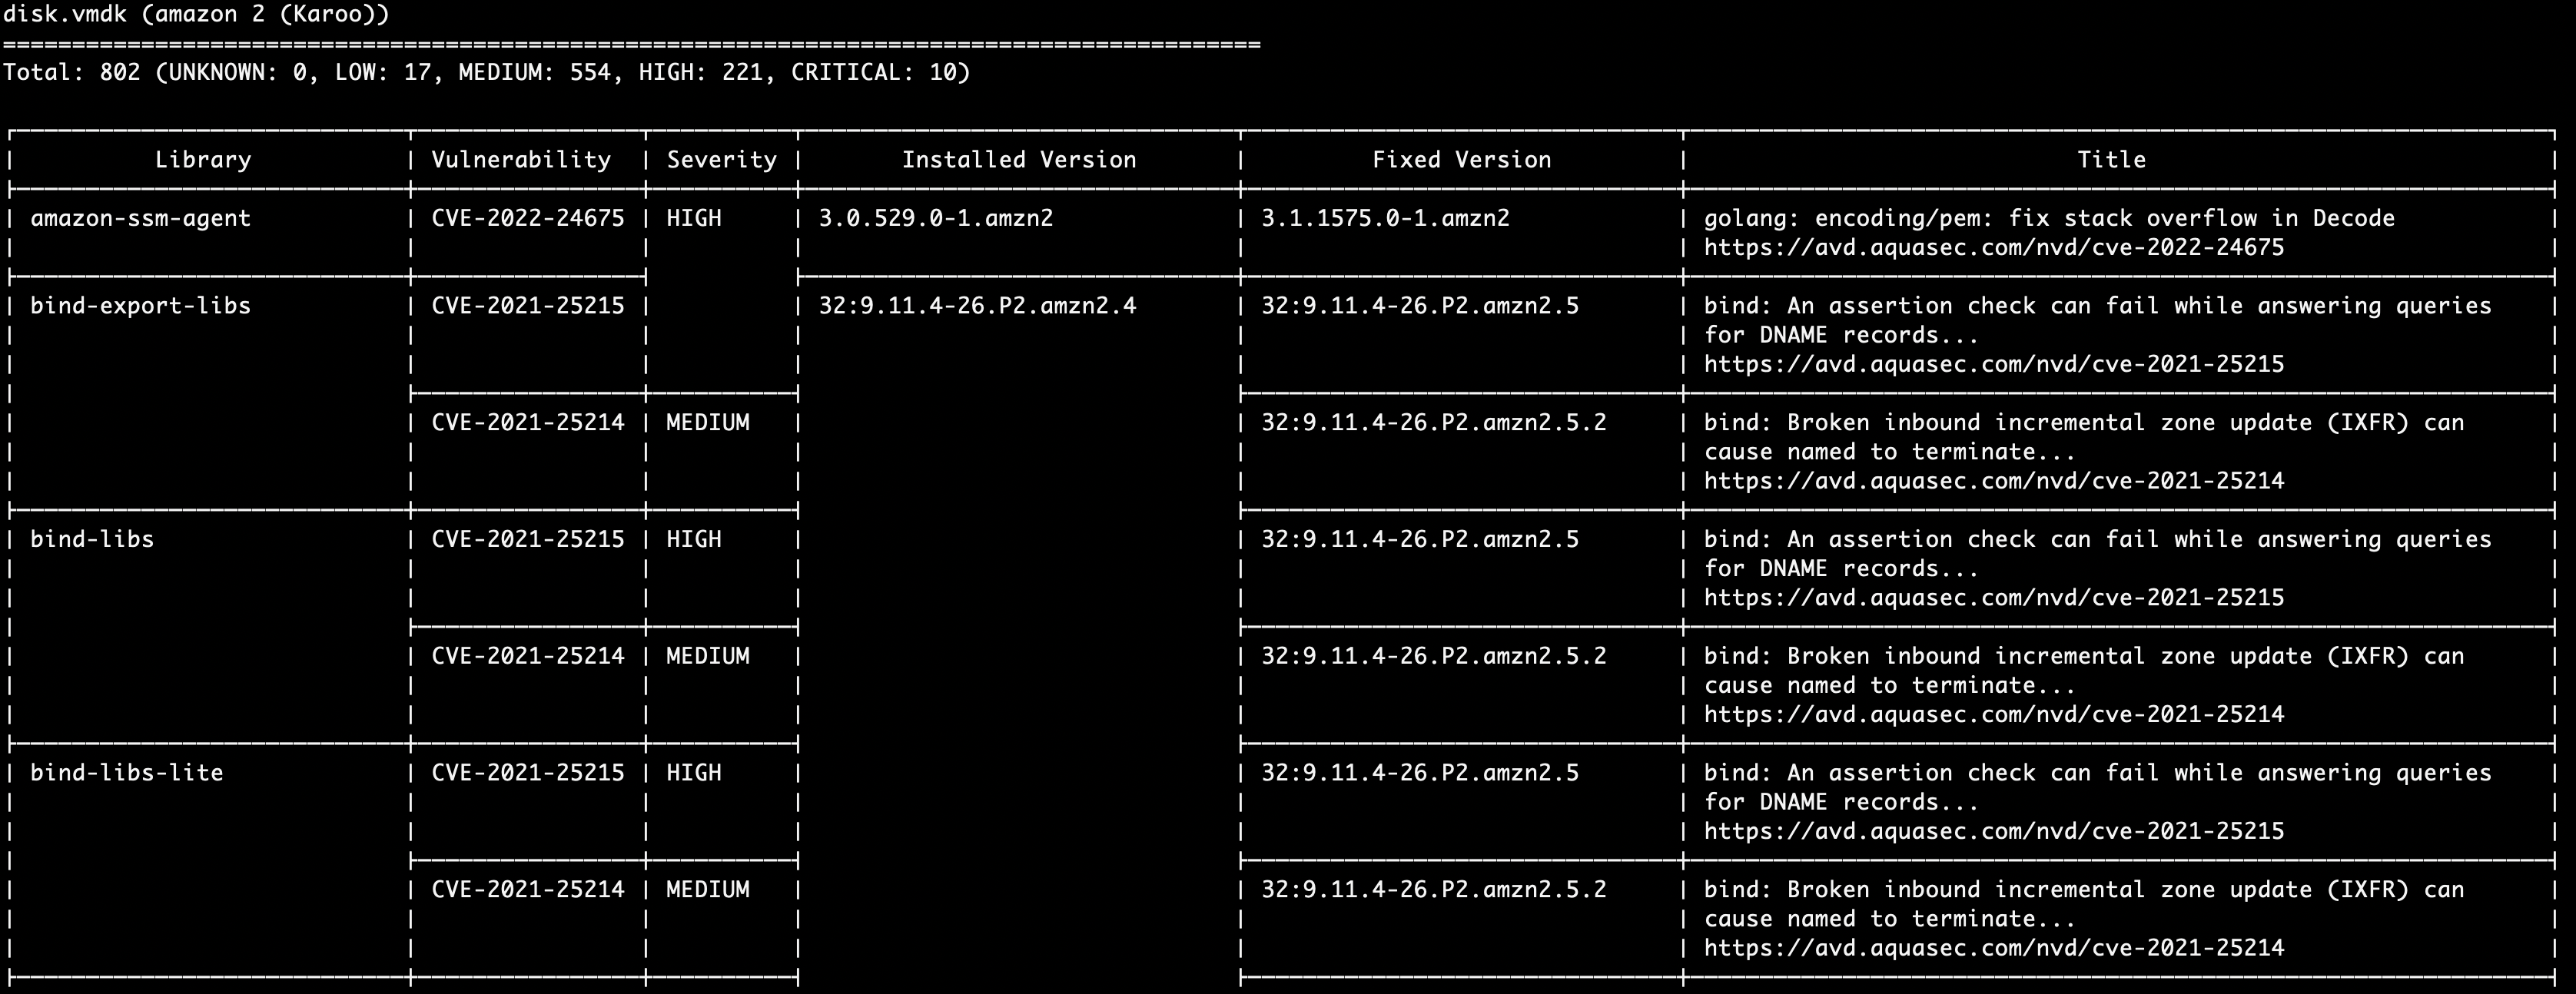 disk.vmdk (amazon 2 (Karoo))
===========================================================================================
Total: 802 (UNKNOWN: 0, LOW: 17, MEDIUM: 554, HIGH: 221, CRITICAL: 10)
Library | Vulnerability | Severity | Installed Version | Fixed Version | Title
amazon-ssm-agent | CVE-2022-24675 | HIGH | 3.0.529.0-1.amzn2 | 3.1.1575.0-1.amzn2 | golang: encoding/pem: fix stack overflow in Decode
https://avd.aquasec.com/nvd/cve-2022-24675
bind-export-libs | CVE-2021-25215 | | 32:9.11.4-26.P2.amzn2.4 | 32:9.11.4-26.P2.amzn2.5 | bind: An assertion check can fail while answering queries
for DNAME records...
https://avd.aquasec.com/nvd/cve-2021-25215
CVE-2021-25214 | MEDIUM | | 32:9.11.4-26.P2.amzn2.5.2 | bind: Broken inbound incremental zone update (IXFR) can
cause named to terminate...
https://avd.aquasec.com/nvd/cve-2021-25214
bind-libs | CVE-2021-25215 | HIGH | | 32:9.11.4-26.P2.amzn2.5 | bind: An assertion check can fail while answering queries
for DNAME records...
https://avd.aquasec.com/nvd/cve-2021-25215
CVE-2021-25214 | MEDIUM | | 32:9.11.4-26.P2.amzn2.5.2 | bind: Broken inbound incremental zone update (IXFR) can
cause named to terminate...
https://avd.aquasec.com/nvd/cve-2021-25214
bind-libs-lite | CVE-2021-25215 | HIGH | | 32:9.11.4-26.P2.amzn2.5 | bind: An assertion check can fail while answering queries
for DNAME records...
https://avd.aquasec.com/nvd/cve-2021-25215
CVE-2021-25214 | MEDIUM | | 32:9.11.4-26.P2.amzn2.5.2 | bind: Broken inbound incremental zone update (IXFR) can
cause named to terminate...
https://avd.aquasec.com/nvd/cve-2021-25214